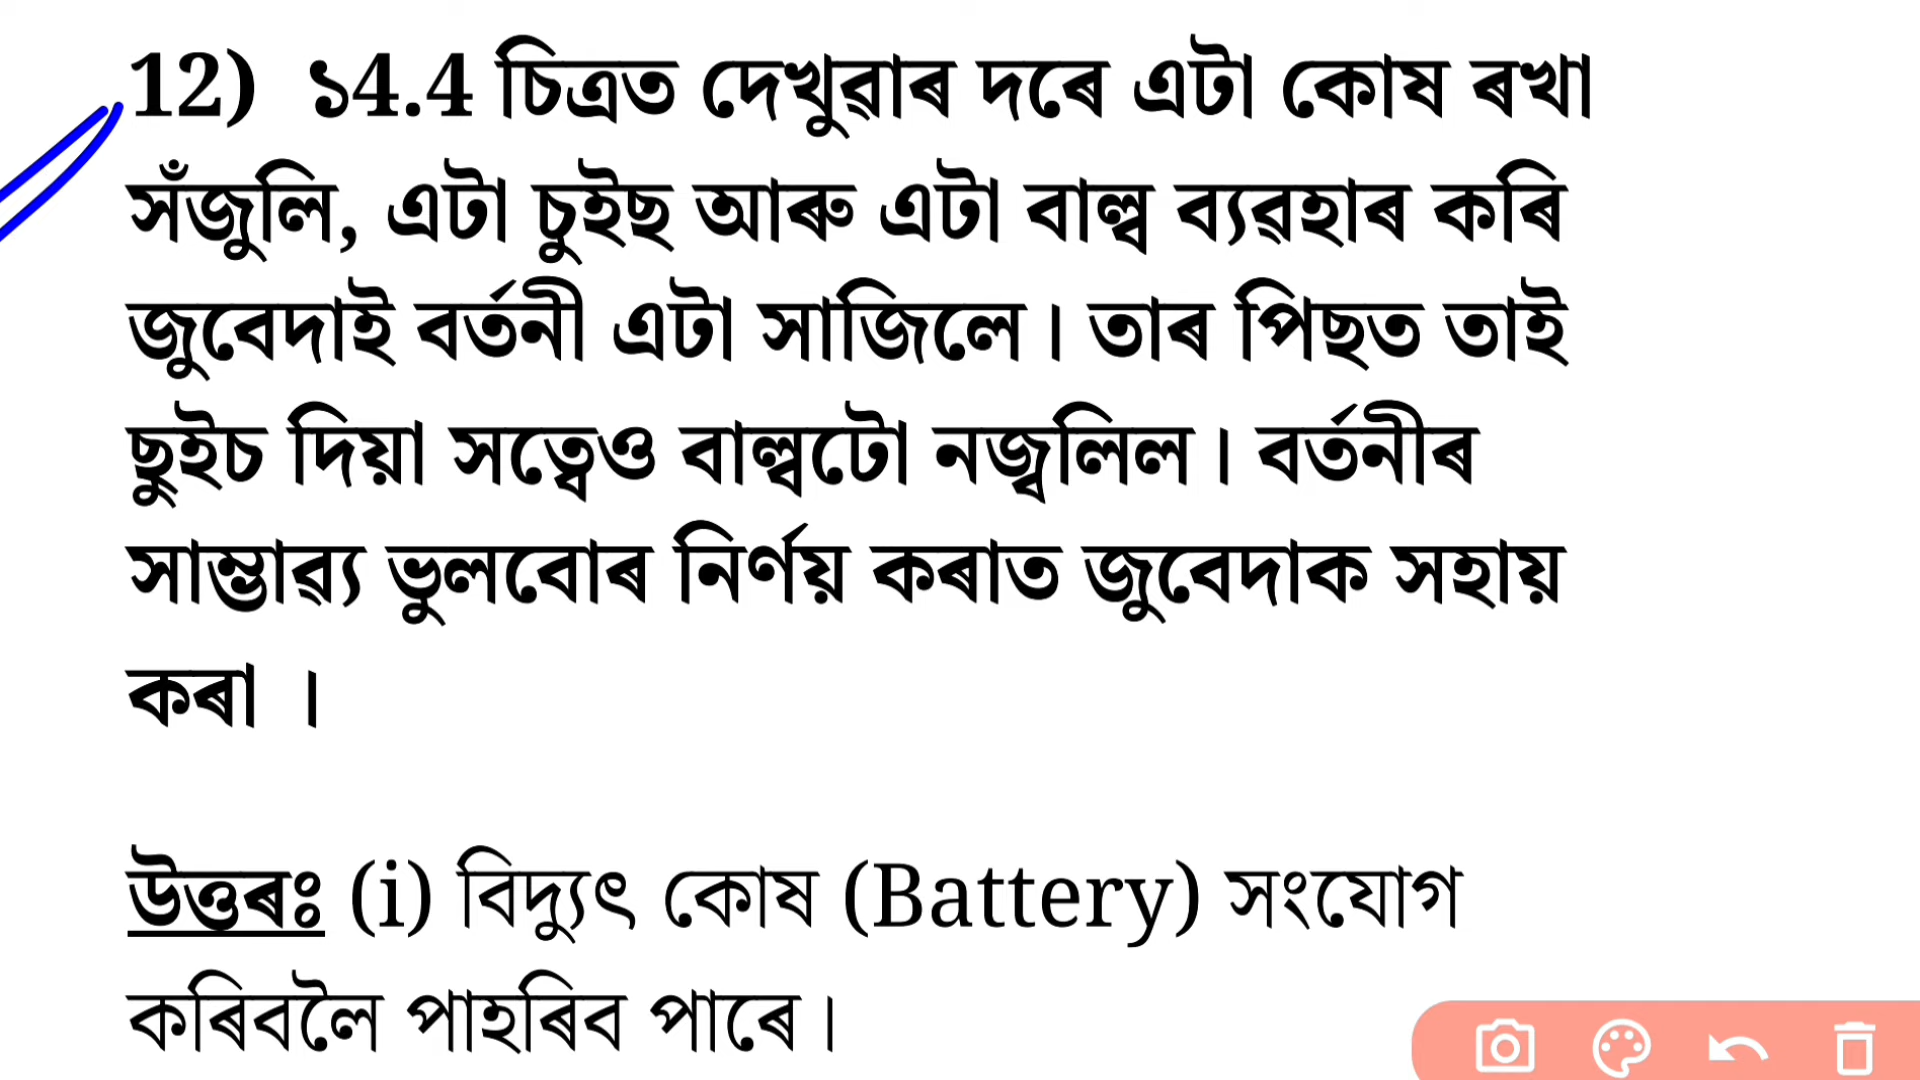 12) ১4.4 চিত্ৰত দেখুৱাৰ দৰে এটা কোষ ৰখা
সঁজুলি, এটা চুইছ আৰু এটা বাল্ব ব্যৱহাৰ কৰি
জুবেদাই বৰ্তনী এটা সাজিলে। তাৰ পিছত তাই
ছুইচ দিয়া সত্বেও বাল্বটো নজ্বলিল। বৰ্তনীৰ
সাম্ভাৱ্য ভুলবোৰ নিৰ্ণয় কৰাত জুবেদাক সহায়
কৰা ।
উত্তৰঃ (i) বিদ্যুৎ কোষ (Battery) সংযোগ
কৰিবলৈ পাহৰিব পাৰে।